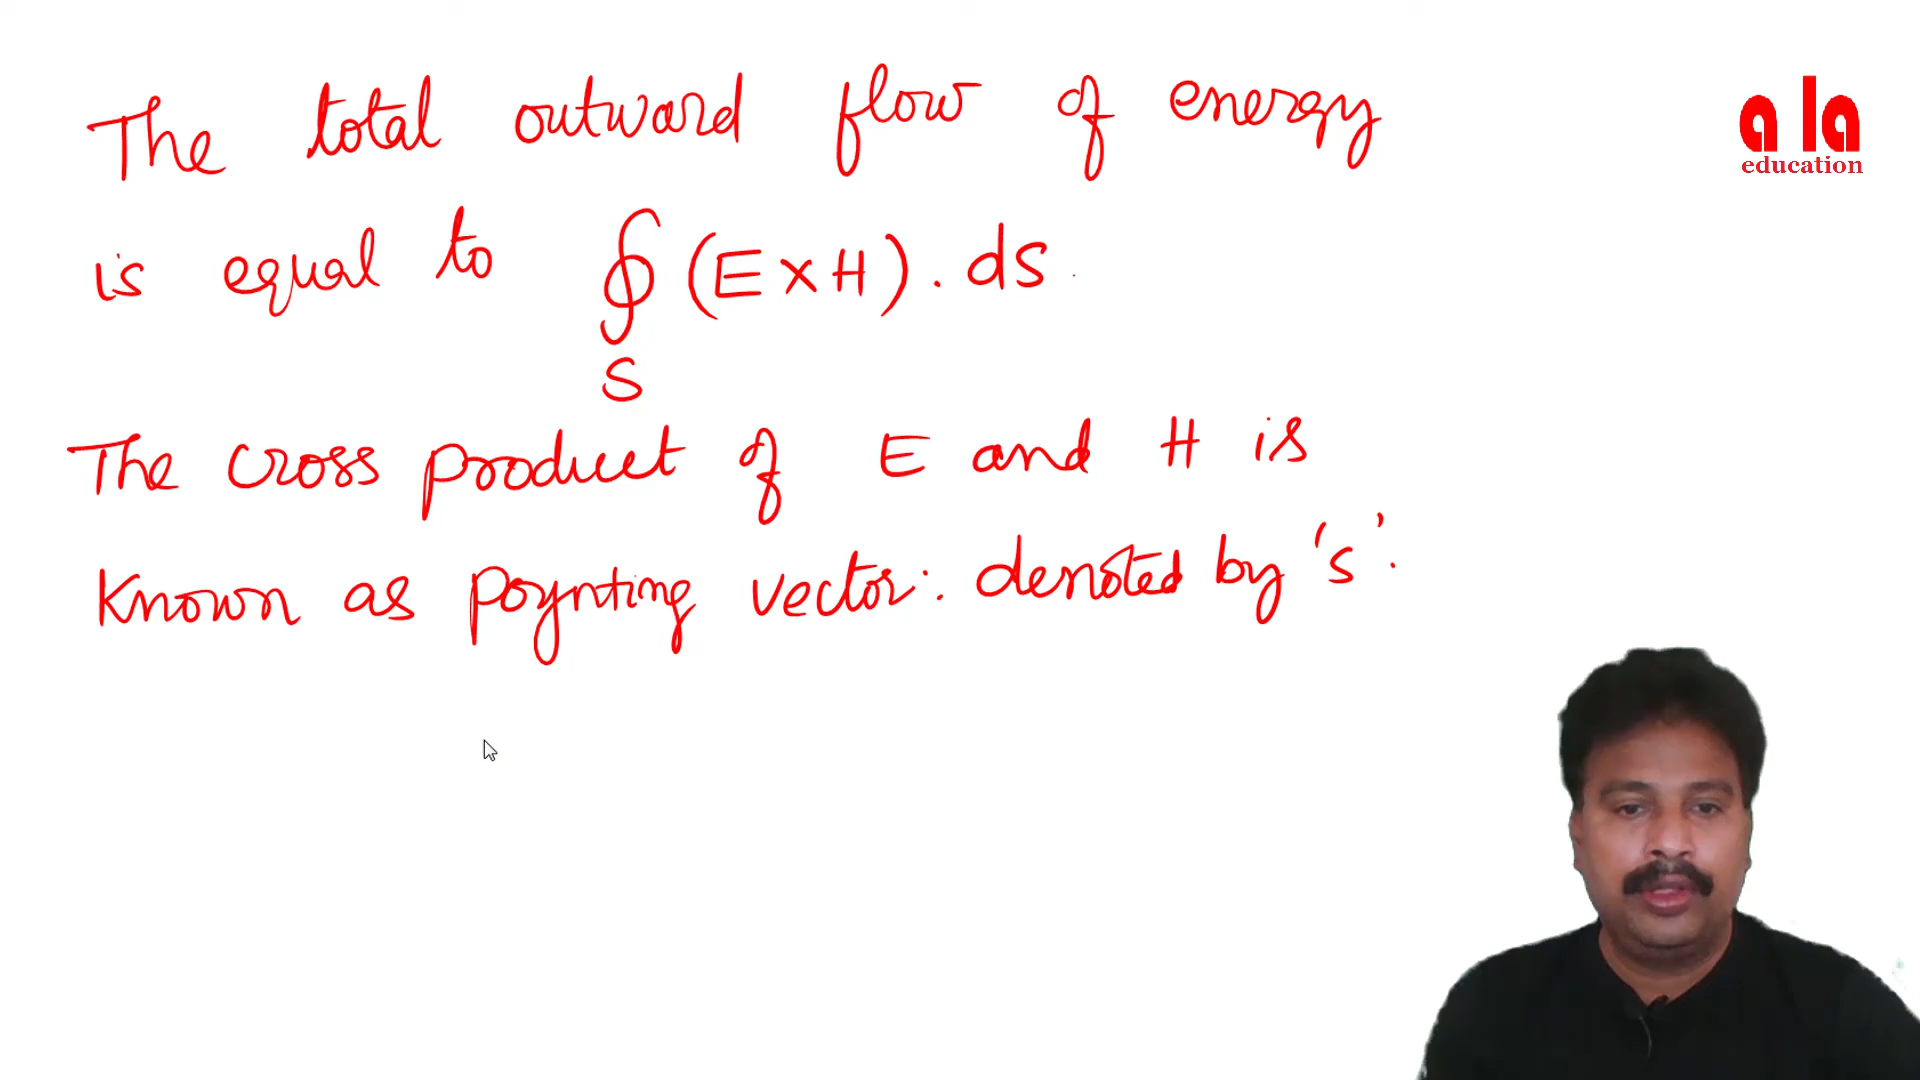 The total outward flow of energy
a la
education
is equal to ∮ (E × H) . ds.
S
The cross product of E and H is
Known as poynting vector: denoted by 's'.